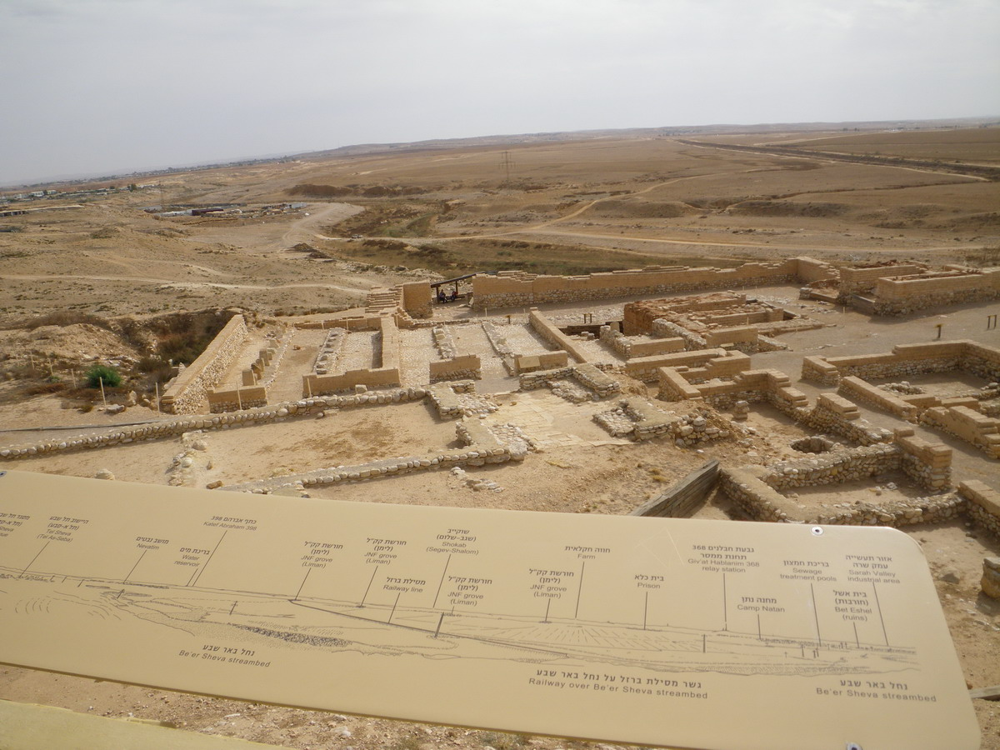 היישוב תל שבע
(תל א-סבע)
Tel Sheva
(Tel As-Seba)
מושב נבטים
Nevatim
בריכת מים
Water
reservoir
כתף אברהם 398
Katef Abraham 398
חורשת קק"ל
(לימן)
JNF grove
(Liman)
חורשת קק"ל
(לימן)
JNF grove
(Liman)
מסילת ברזל
Railway line
שוקייב
(שגב-שלום)
Shokab
(Segev-Shalom)
חורשת קק"ל
(לימן)
JNF grove
(Liman)
חורשת קק"ל
(לימן)
JNF grove
(Liman)
חווה חקלאית
Farm
בית כלא
Prison
גבעת חבלנים 368
תחנת ממסר
Giv'at Hablanim 368
relay station
מחנה נתן
Camp Natan
בריכת חמצון
Sewage
treatment pools
בית אשל
(חורבות)
Bet Eshel
(ruins)
אזור תעשייה
עמק שרה
Sarah Valley
industrial area
נחל באר שבע
Be'er Sheva streambed
גשר מסילת ברזל על נחל באר שבע
Railway over Be'er Sheva streambed
נחל באר שבע
Be'er Sheva streambed